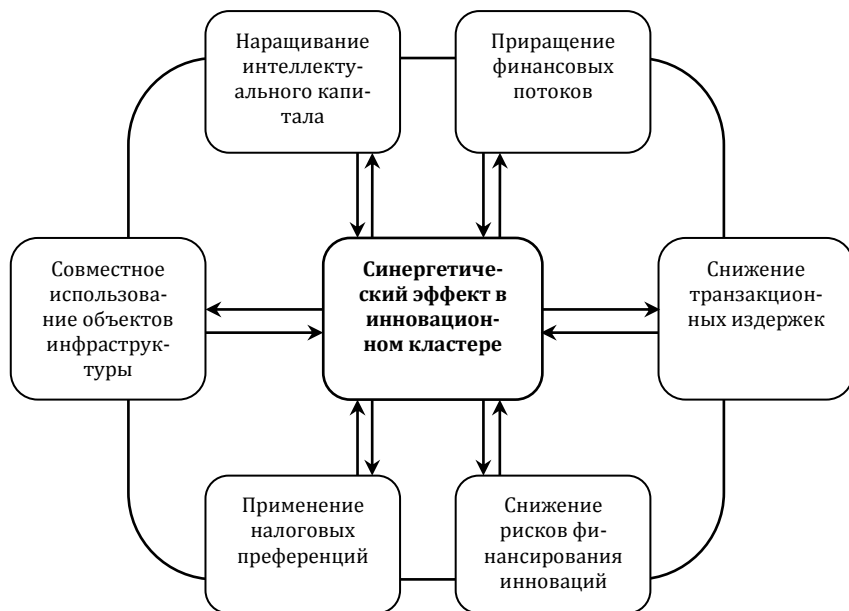 Наращивание
интеллекту-
ального капи-
тала
Приращение
финансовых
потоков
Совместное
использова-
ние объектов
инфраструк-
туры
Синергетиче-
ский эффект в
инновацион-
ном кластере
Снижение
транзакцион-
ных издержек
Применение
налоговых
преференций
Снижение
рисков фи-
нансирования
инноваций